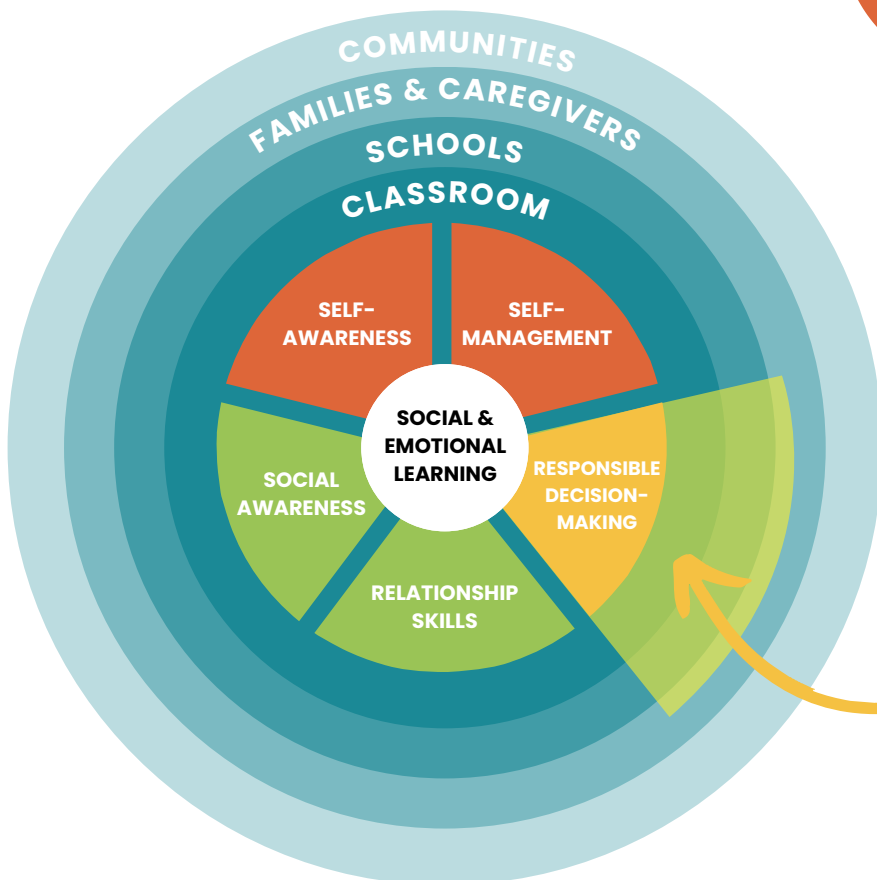 COMMUNITIES
FAMILIES & CAREGIVERS
SCHOOLS
CLASSROOM
SELF-
AWARENESS
SELF-
MANAGEMENT
SOCIAL &
EMOTIONAL
LEARNING
SOCIAL
AWARENESS
RESPONSIBLE
DECISION-
MAKING
RELATIONSHIP
SKILLS